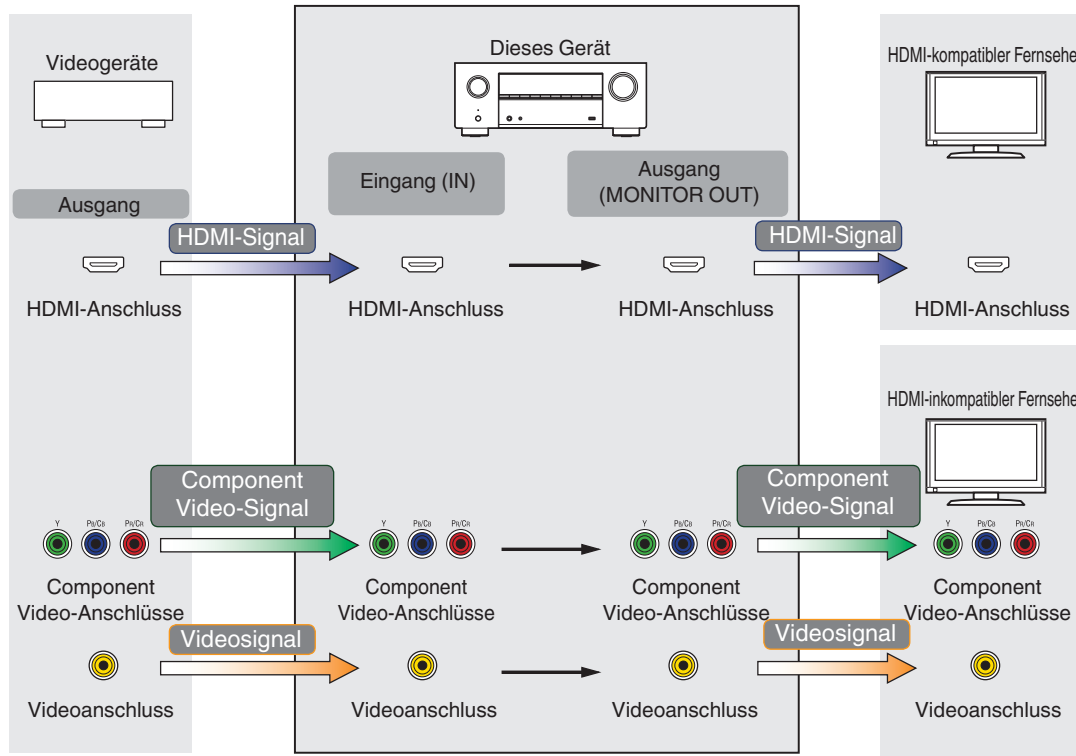 Dieses Gerät
Videogeräte
HDMI-kompatibler Fernsehe
Eingang (IN)
Ausgang
(MONITOR OUT)
Ausgang
HDMI-Signal
HDMI-Signal
HDMI-Anschluss
HDMI-Anschluss
HDMI-Anschluss
HDMI-Anschluss
HDMI-inkompatibler Fernsehe
Component
Video-Signal
Component
Video-Signal
Y PB/CB PR/CR
Y PB/CB PR/CR
Y PB/CB PR/CR
Y PB/CB PR/CR
Component
Video-Anschlüsse
Component
Video-Anschlüsse
Component
Video-Anschlüsse
Component
Video-Anschlüsse
Videosignal
Videosignal
Videoanschluss
Videoanschluss
Videoanschluss
Videoanschluss